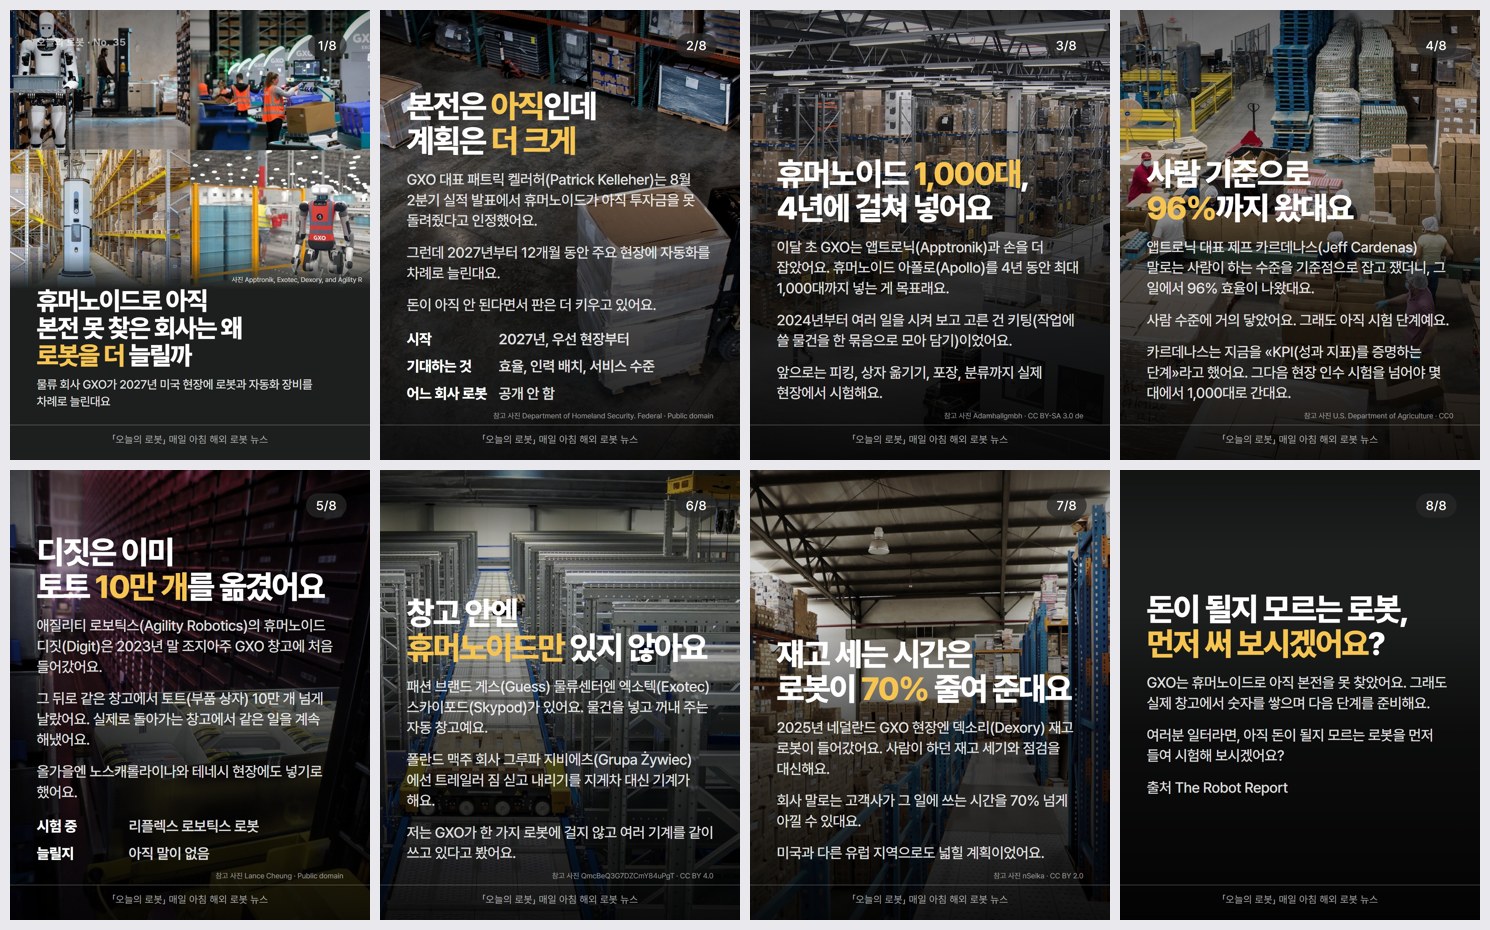 오늘의 로봇 · No. 35
1/8
GXO
사진 Apptronik, Exotec, Dexory, and Agility R
휴머노이드로 아직
본전 못 찾은 회사는 왜
로봇을 더 늘릴까
물류 회사 GXO가 2027년 미국 현장에 로봇과 자동화 장비를
차례로 늘린대요
「오늘의 로봇」 매일 아침 해외 로봇 뉴스
2/8
본전은 아직인데
계획은 더 크게
GXO 대표 패트릭 켈러허(Patrick Kelleher)는 8월
2분기 실적 발표에서 휴머노이드가 아직 투자금을 못
돌려줬다고 인정했어요.
그런데 2027년부터 12개월 동안 주요 현장에 자동화를
차례로 늘린대요.
돈이 아직 안 된다면서 판은 더 키우고 있어요.
시작 2027년, 우선 현장부터
기대하는 것 효율, 인력 배치, 서비스 수준
어느 회사 로봇 공개 안 함
참고 사진 Department of Homeland Security. Federal · Public domain
「오늘의 로봇」 매일 아침 해외 로봇 뉴스
3/8
휴머노이드 1,000대,
4년에 걸쳐 넣어요
이달 초 GXO는 앱트로닉(Apptronik)과 손을 더
잡았어요. 휴머노이드 아폴로(Apollo)를 4년 동안 최대
1,000대까지 넣는 게 목표래요.
2024년부터 여러 일을 시켜 보고 고른 건 키팅(작업에
쓸 물건을 한 묶음으로 모아 담기)이었어요.
앞으로는 피킹, 상자 옮기기, 포장, 분류까지 실제
현장에서 시험해요.
참고 사진 Adamhallgmbh · CC BY-SA 3.0 de
「오늘의 로봇」 매일 아침 해외 로봇 뉴스
4/8
사람 기준으로
96%까지 왔대요
앱트로닉 대표 제프 카르데나스(Jeff Cardenas)
말로는 사람이 하는 수준을 기준점으로 잡고 쟀더니, 그
일에서 96% 효율이 나왔대요.
사람 수준에 거의 닿았어요. 그래도 아직 시험 단계예요.
카르데나스는 지금을 «KPI(성과 지표)를 증명하는
단계»라고 했어요. 그다음 현장 인수 시험을 넘어야 몇
대에서 1,000대로 간대요.
참고 사진 U.S. Department of Agriculture · CC0
「오늘의 로봇」 매일 아침 해외 로봇 뉴스
5/8
디짓은 이미
토트 10만 개를 옮겼어요
애질리티 로보틱스(Agility Robotics)의 휴머노이드
디짓(Digit)은 2023년 말 조지아주 GXO 창고에 처음
들어갔어요.
그 뒤로 같은 창고에서 토트(부품 상자) 10만 개 넘게
날랐어요. 실제로 돌아가는 창고에서 같은 일을 계속
해냈어요.
올가을엔 노스캐롤라이나와 테네시 현장에도 넣기로
했어요.
시험 중 리플렉스 로보틱스 로봇
늘릴지 아직 말이 없음
참고 사진 Lance Cheung · Public domain
「오늘의 로봇」 매일 아침 해외 로봇 뉴스
6/8
창고 안엔
휴머노이드만 있지 않아요
패션 브랜드 게스(Guess) 물류센터엔 엑소텍(Exotec)
스카이포드(Skypod)가 있어요. 물건을 넣고 꺼내 주는
자동 창고예요.
폴란드 맥주 회사 그루파 지비에츠(Grupa Żywiec)
에선 트레일러 짐 싣고 내리기를 지게차 대신 기계가
해요.
저는 GXO가 한 가지 로봇에 걸지 않고 여러 기계를 같이
쓰고 있다고 봤어요.
참고 사진 QmcBeQ3G7DZCmY84uPgT · CC BY 4.0
「오늘의 로봇」 매일 아침 해외 로봇 뉴스
7/8
재고 세는 시간은
로봇이 70% 줄여 준대요
2025년 네덜란드 GXO 현장엔 덱소리(Dexory) 재고
로봇이 들어갔어요. 사람이 하던 재고 세기와 점검을
대신해요.
회사 말로는 고객사가 그 일에 쓰는 시간을 70% 넘게
아낄 수 있대요.
미국과 다른 유럽 지역으로도 넓힐 계획이었어요.
참고 사진 nSeika · CC BY 2.0
「오늘의 로봇」 매일 아침 해외 로봇 뉴스
8/8
돈이 될지 모르는 로봇,
먼저 써 보시겠어요?
GXO는 휴머노이드로 아직 본전을 못 찾았어요. 그래도
실제 창고에서 숫자를 쌓으며 다음 단계를 준비해요.
여러분 일터라면, 아직 돈이 될지 모르는 로봇을 먼저
들여 시험해 보시겠어요?
출처 The Robot Report
「오늘의 로봇」 매일 아침 해외 로봇 뉴스